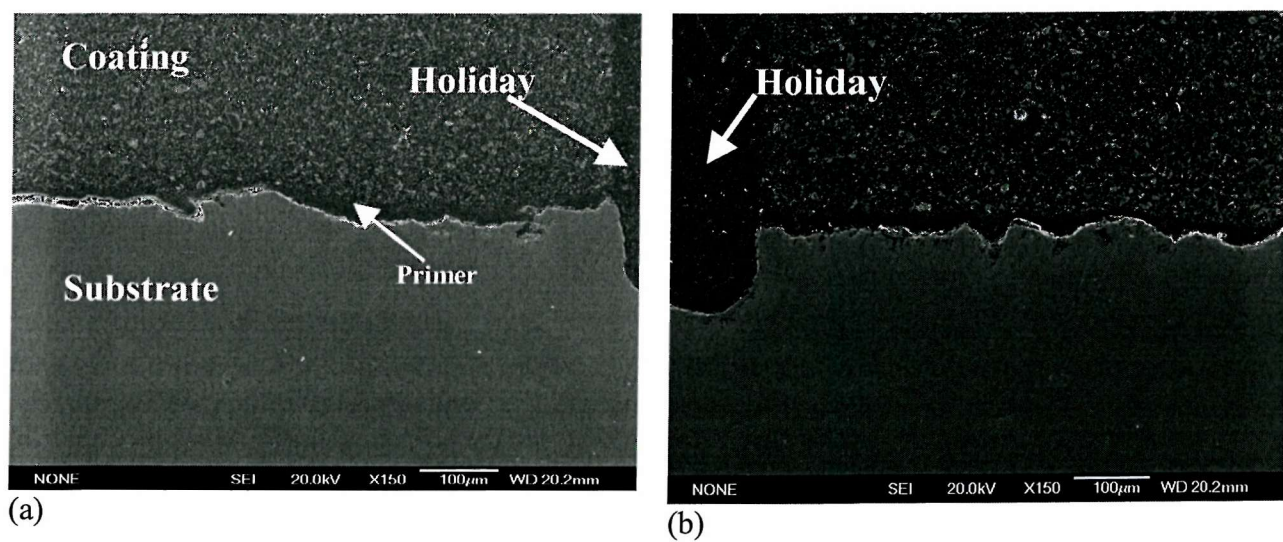 Coating
Holiday
Primer
Substrate
NONE SEI 20.0kV X150 100µm WD 20.2mm
(a)
Holiday
NONE SEI 20.0kV X150 100µm WD 20.2mm
(b)